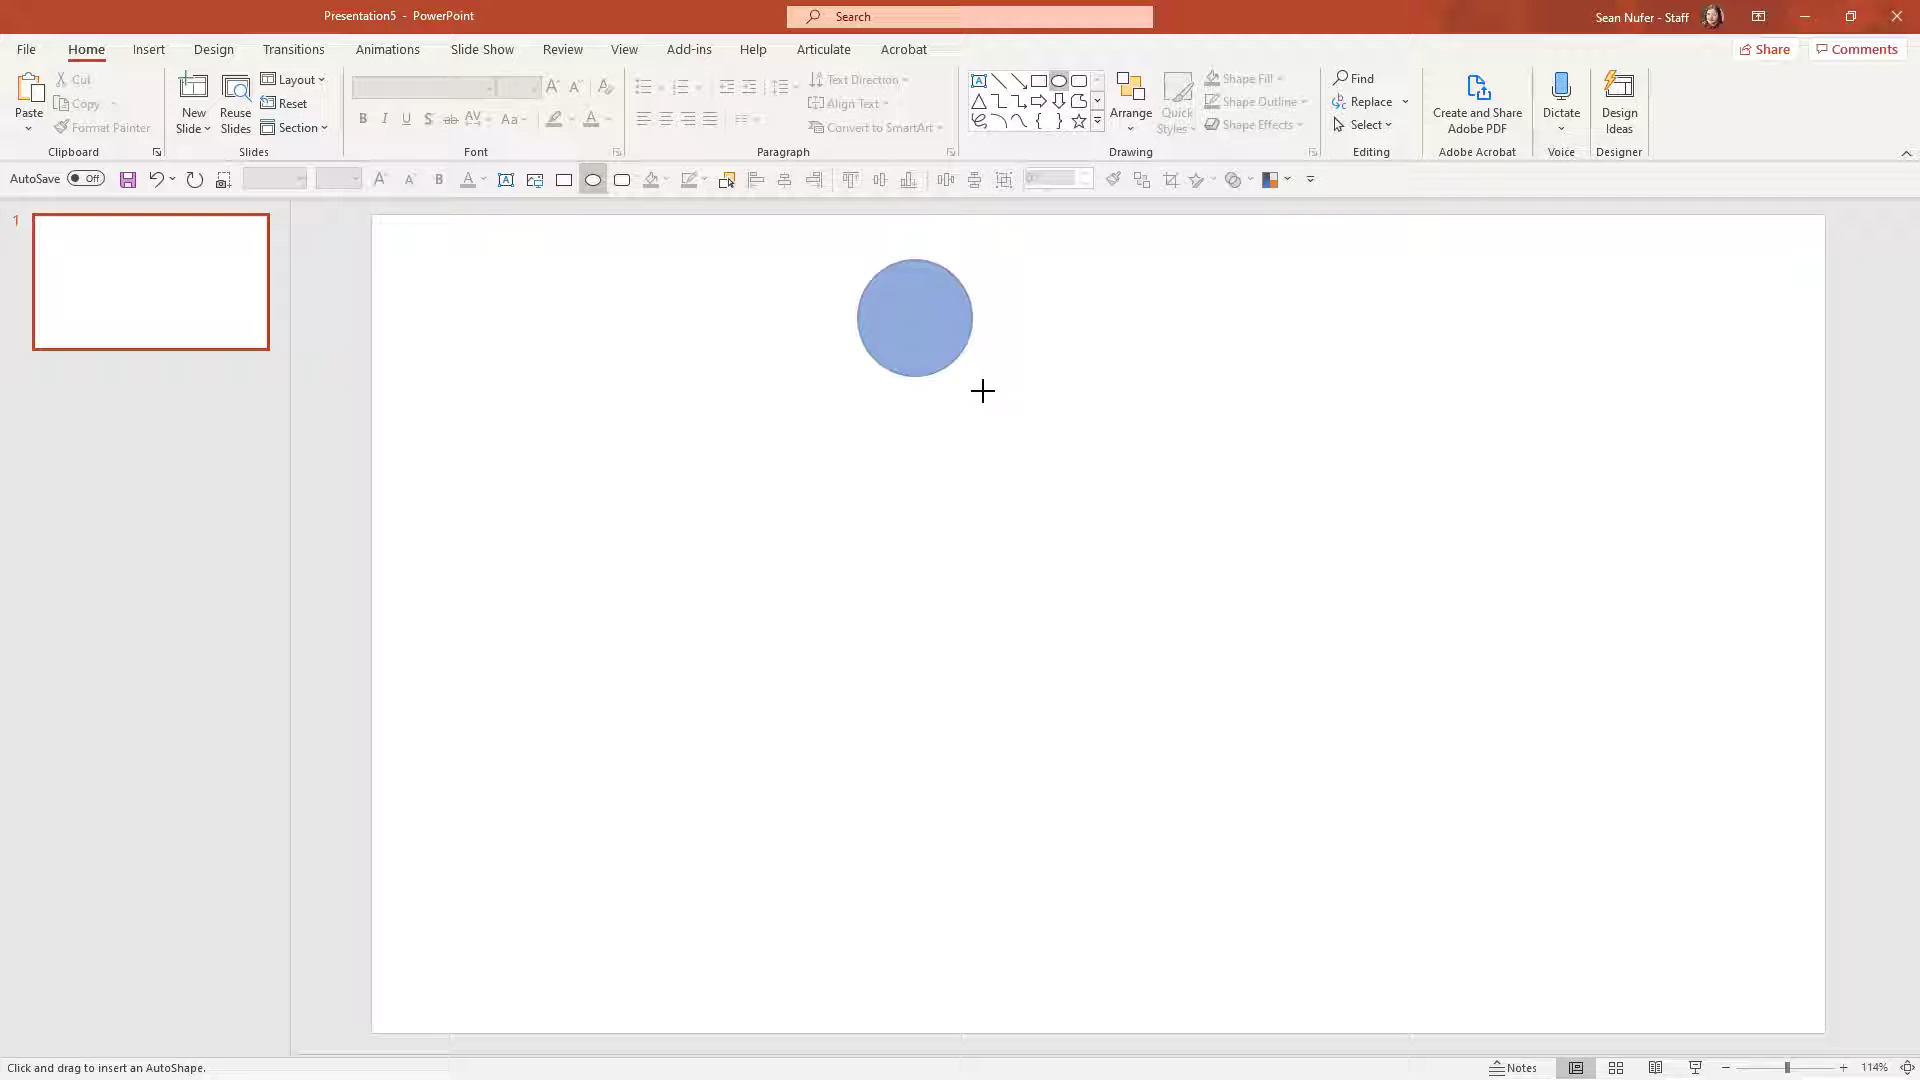 Presentation5 - PowerPoint
Search
Sean Nufer - Staff
File Home Insert Design Transitions Animations Slide Show Review View Add-ins Help Articulate Acrobat
Share Comments
Paste
Cut
Copy
Format Painter
Clipboard
New Slide
Reuse Slides
Layout
Reset
Section
Slides
B I U S ab AV Aa A
Font
Text Direction
Align Text
Convert to SmartArt
Paragraph
Arrange
Quick Styles
Shape Fill
Shape Outline
Shape Effects
Drawing
Find
Replace
Select
Editing
Create and Share
Adobe PDF
Adobe Acrobat
Dictate
Voice
Design
Ideas
Designer
AutoSave Off
1
Click and drag to insert an AutoShape.
Notes
114%